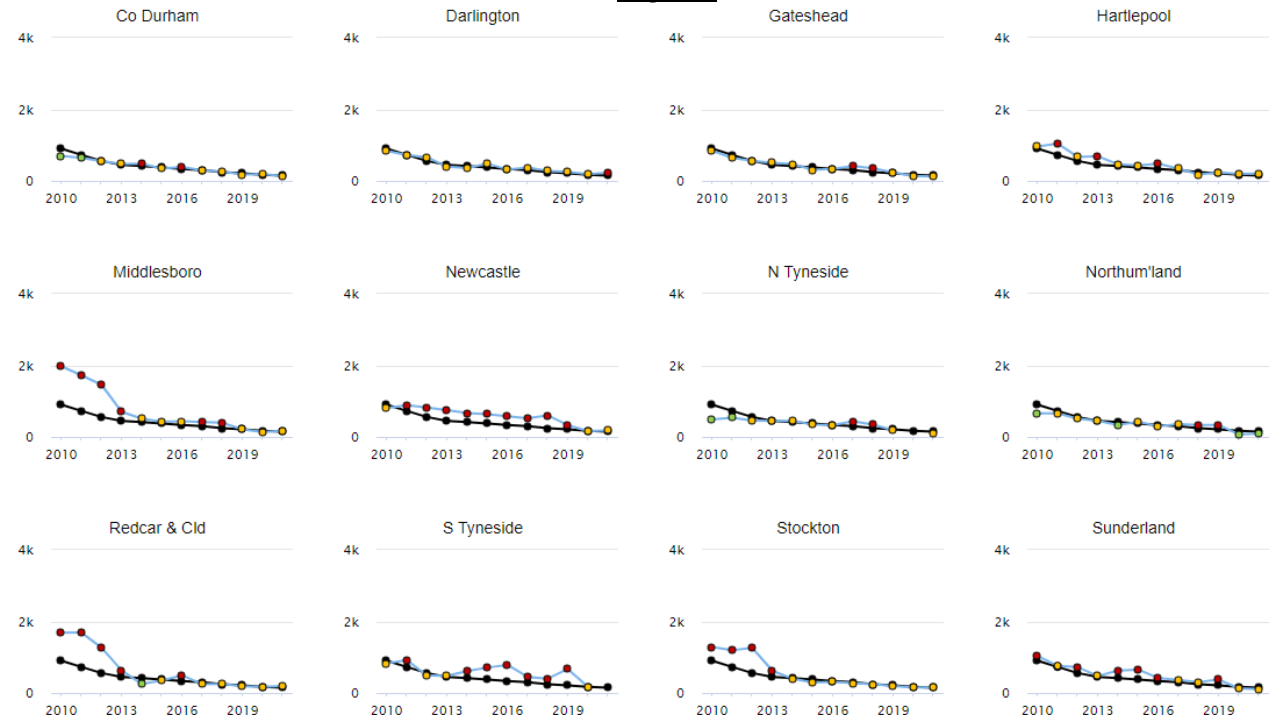 Co Durham Darlington Gateshead Hartlepool
4k 4k 4k 4k
2k 2k 2k 2k
0 0 0 0
2010 2013 2016 2019 2010 2013 2016 2019 2010 2013 2016 2019 2010 2013 2016 2019
Middlesboro Newcastle N Tyneside Northum'land
4k 4k 4k 4k
2k 2k 2k 2k
0 0 0 0
2010 2013 2016 2019 2010 2013 2016 2019 2010 2013 2016 2019 2010 2013 2016 2019
Redcar & Cld S Tyneside Stockton Sunderland
4k 4k 4k 4k
2k 2k 2k 2k
0 0 0 0
2010 2013 2016 2019 2010 2013 2016 2019 2010 2013 2016 2019 2010 2013 2016 2019